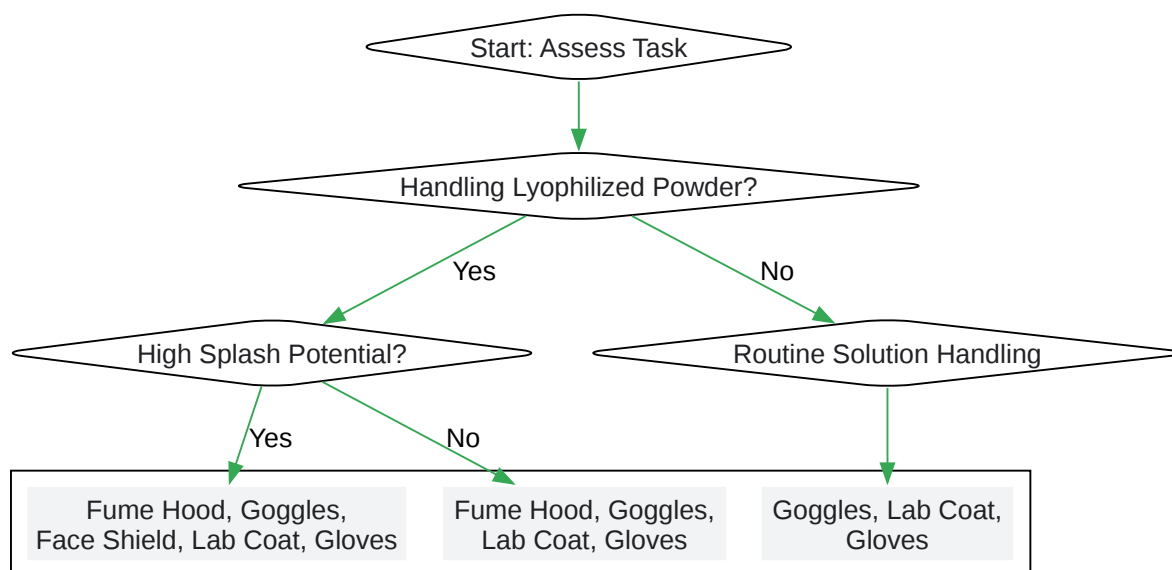 Start: Assess Task
Handling Lyophilized Powder?
Yes
No
High Splash Potential?
Routine Solution Handling
Yes
No
Fume Hood, Goggles,
Face Shield, Lab Coat, Gloves
Fume Hood, Goggles,
Lab Coat, Gloves
Goggles, Lab Coat,
Gloves